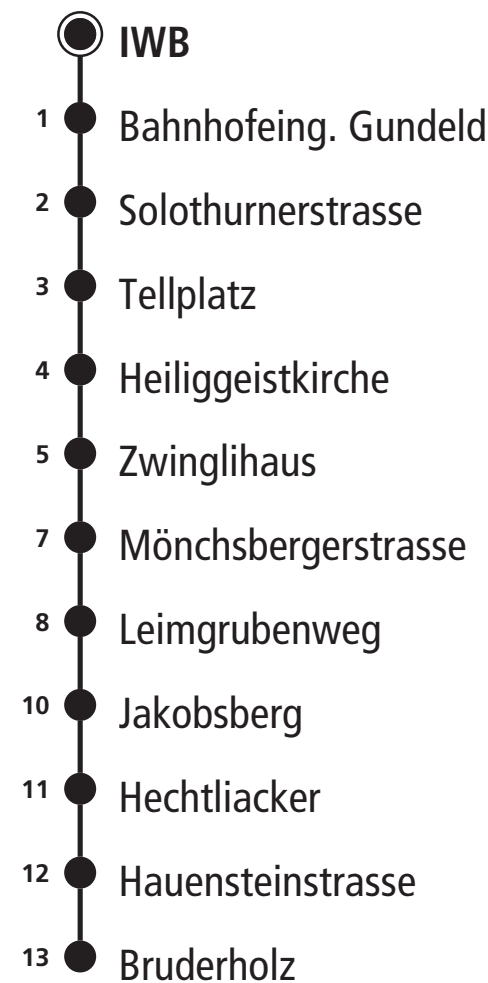 IWB
1 Bahnhofeing. Gundeld
2 Solothurnerstrasse
3 Tellplatz
4 Heiliggeistkirche
5 Zwinglihaus
7 Mönchsbergerstrasse
8 Leimgrubenweg
10 Jakobsberg
11 Hechtliacker
12 Hauensteinstrasse
13 Bruderholz